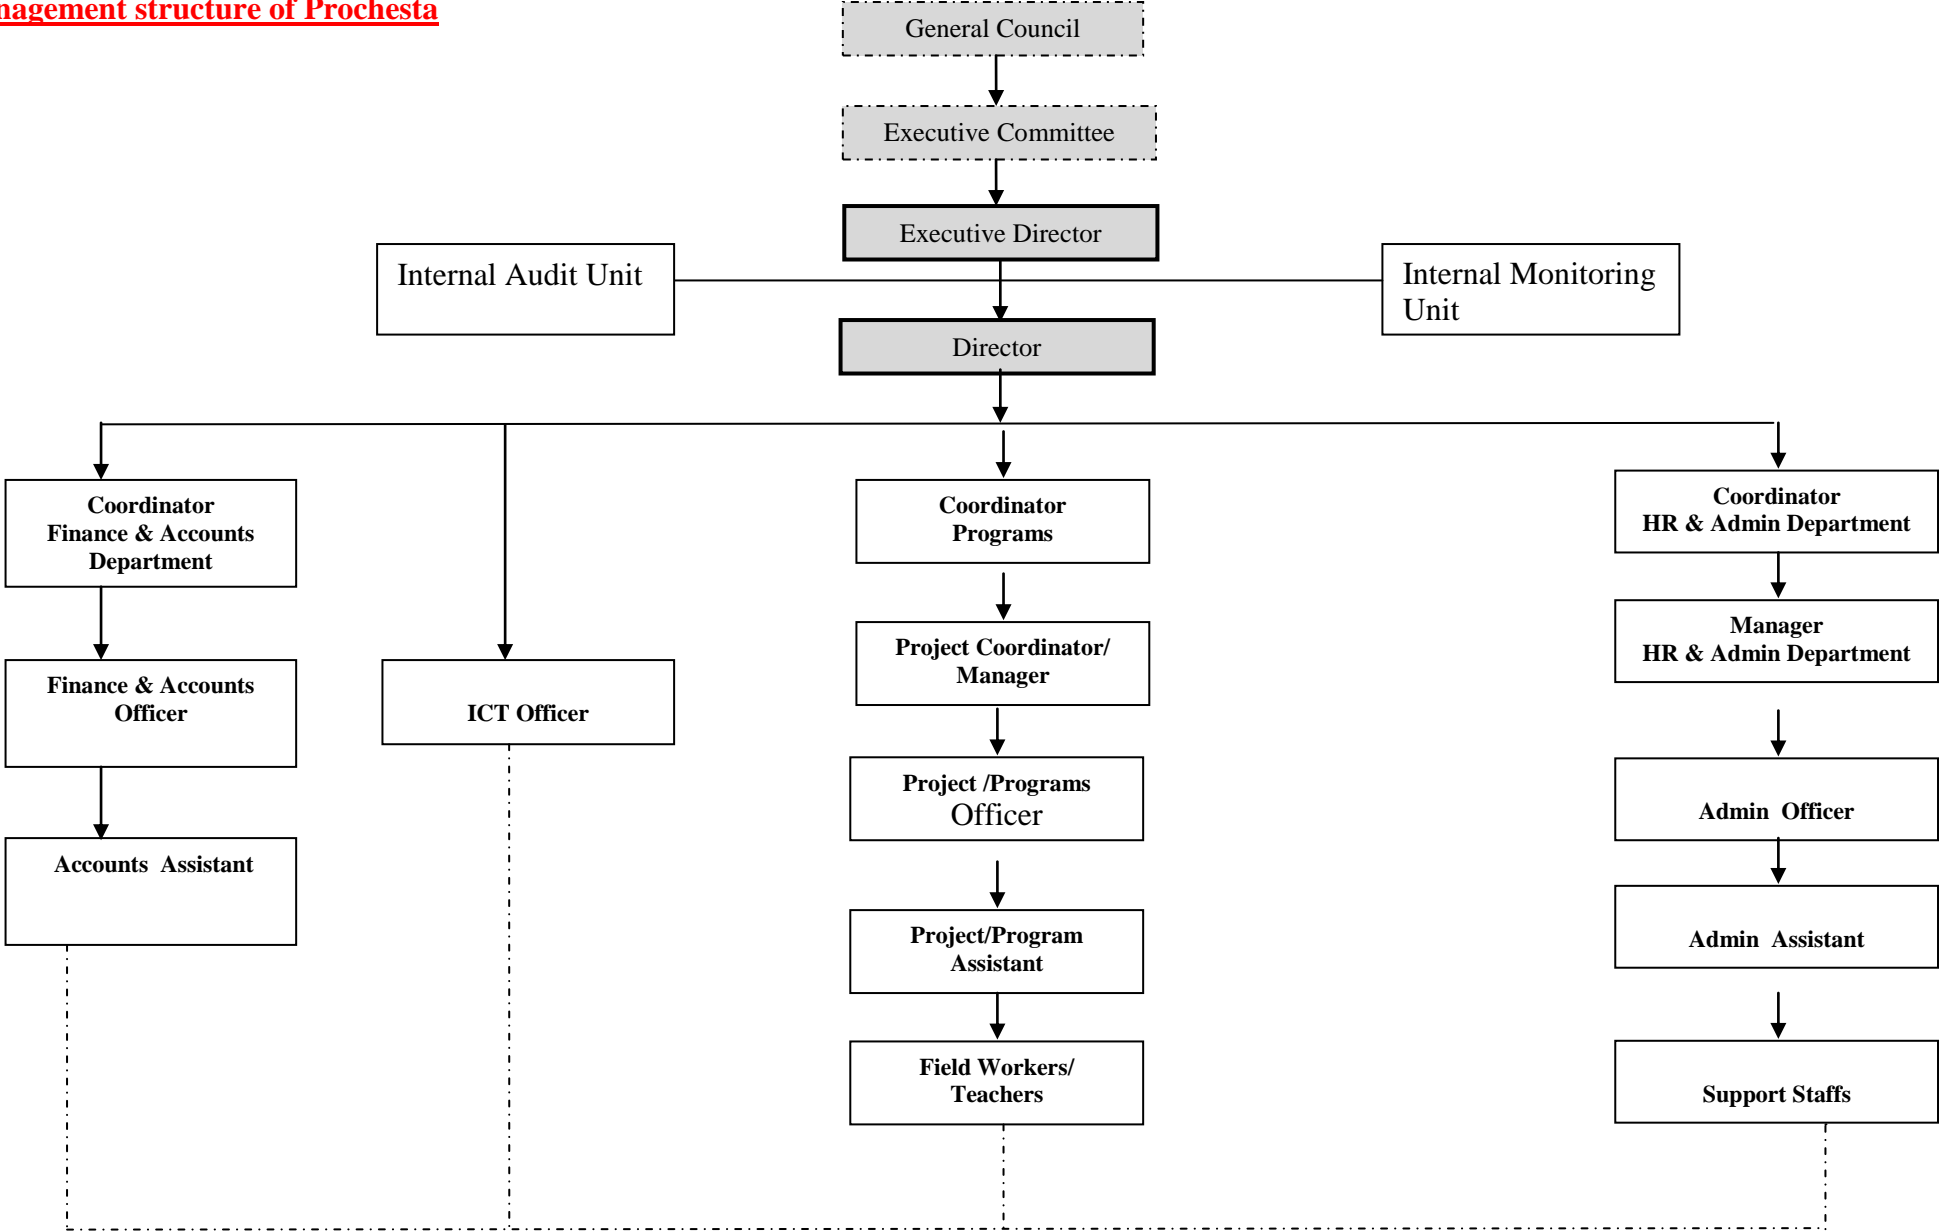 nagement structure of Prochesta
General Council
Executive Committee
Executive Director
Internal Audit Unit
Internal Monitoring
Unit
Director
Coordinator
Finance & Accounts
Department
Coordinator
Programs
Coordinator
HR & Admin Department
Finance & Accounts
Officer
ICT Officer
Project Coordinator/
Manager
Manager
HR & Admin Department
Project /Programs
Officer
Admin Officer
Accounts Assistant
Project/Program
Assistant
Admin Assistant
Field Workers/
Teachers
Support Staffs